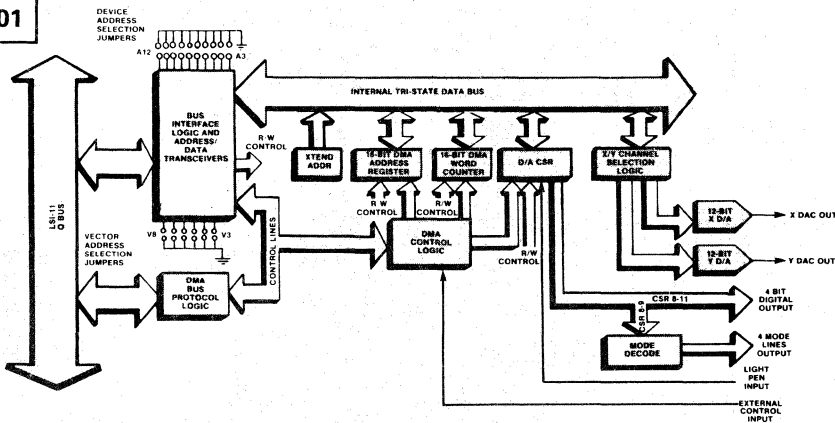 01
DEVICE
ADDRESS
SELECTION
JUMPERS
A12
A3
LSI-11
Q BUS
BUS
INTERFACE
LOGIC AND
ADDRESS/
DATA
TRANSCEIVERS
R/W
CONTROL
INTERNAL TRI-STATE DATA BUS
XTEND
ADDR
16-BIT DMA
ADDRESS
REGISTER
16-BIT DMA
WORD
COUNTER
D/A CSR
X/Y CHANNEL
SELECTION
LOGIC
R W
CONTROL
R/W
CONTROL
R/W
CONTROL
12-BIT
X D/A
X DAC OUT
12-BIT
Y D/A
Y DAC OUT
V8
V3
VECTOR
ADDRESS
SELECTION
JUMPERS
CONTROL LINES
DMA
CONTROL
LOGIC
DMA
BUS
PROTOCOL
LOGIC
CSR 8-11
4 BIT
DIGITAL
OUTPUT
CSR 8-9
MODE
DECODE
4 MODE
LINES
OUTPUT
LIGHT
PEN
INPUT
EXTERNAL
CONTROL
INPUT